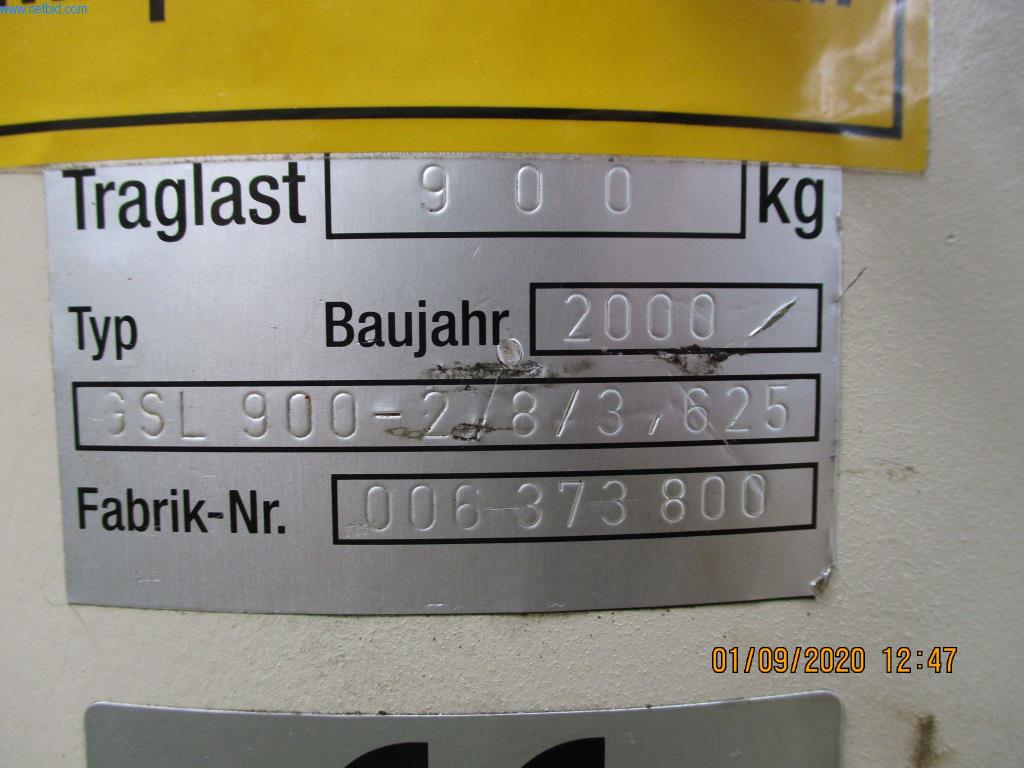 www.netbid.com
Traglast 900 kg
Typ Baujahr 2000
GSL 900-2,8/3,625
Fabrik-Nr. 006 373 800
01/09/2020 12:47